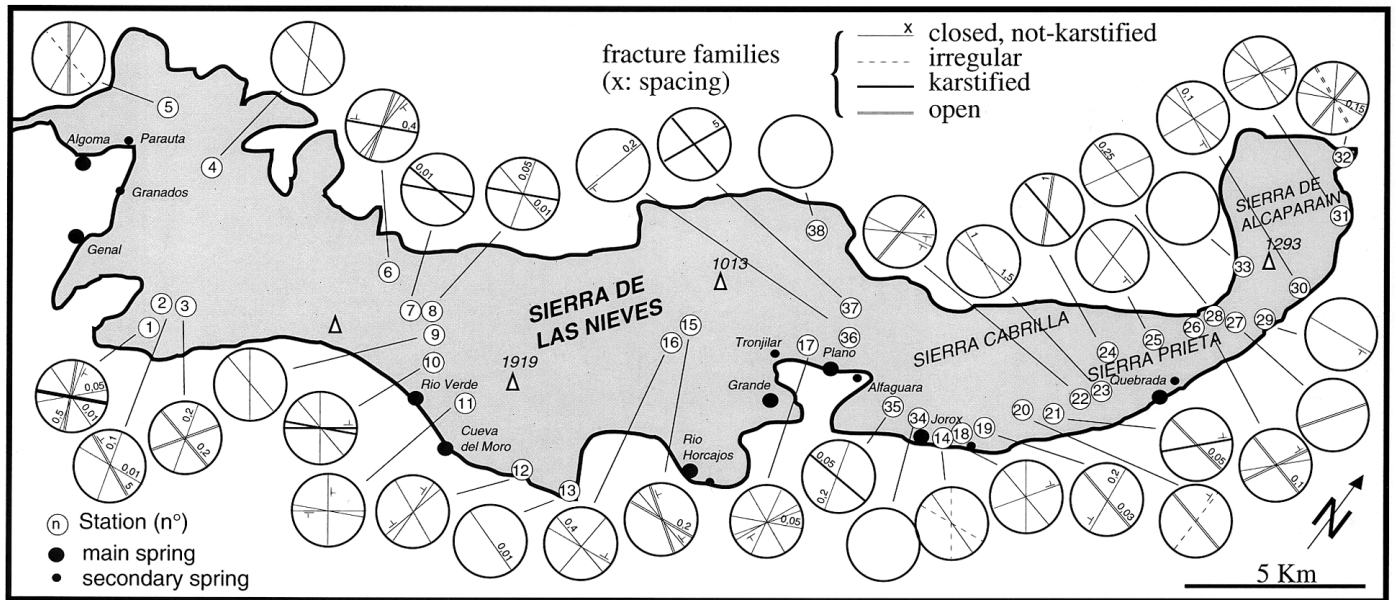 fracture families
(x: spacing)
x
closed, not-karstified
irregular
karstified
open
5
Algoma
Parauta
4
Granados
Genal
0,4
0,01
0,05
0,01
0,2
5
38
6
1
2
3
7
8
9
10
11
12
13
SIERRA DE
LAS NIEVES
1919
1013
Rio Verde
Cueva
del Moro
Rio
Horcajos
16
15
17
Tronjilar
Plano
Grande
Alfaguara
37
36
35
34
Jorox
14
18
19
20
21
22
23
24
25
26
28
27
29
30
31
32
33
SIERRA CABRILLA
SIERRA PRIETA
Quebrada
SIERRA DE
ALCAPARAIN
1293
1
1,5
1
0,25
0,1
0,15
0,05
0,01
0,5
0,1
0,01
5
0,2
0,2
0,01
0,4
0,2
0,05
0,05
0,2
0,2
0,03
0,05
0,1
n Station (n°)
main spring
secondary spring
N
5 Km